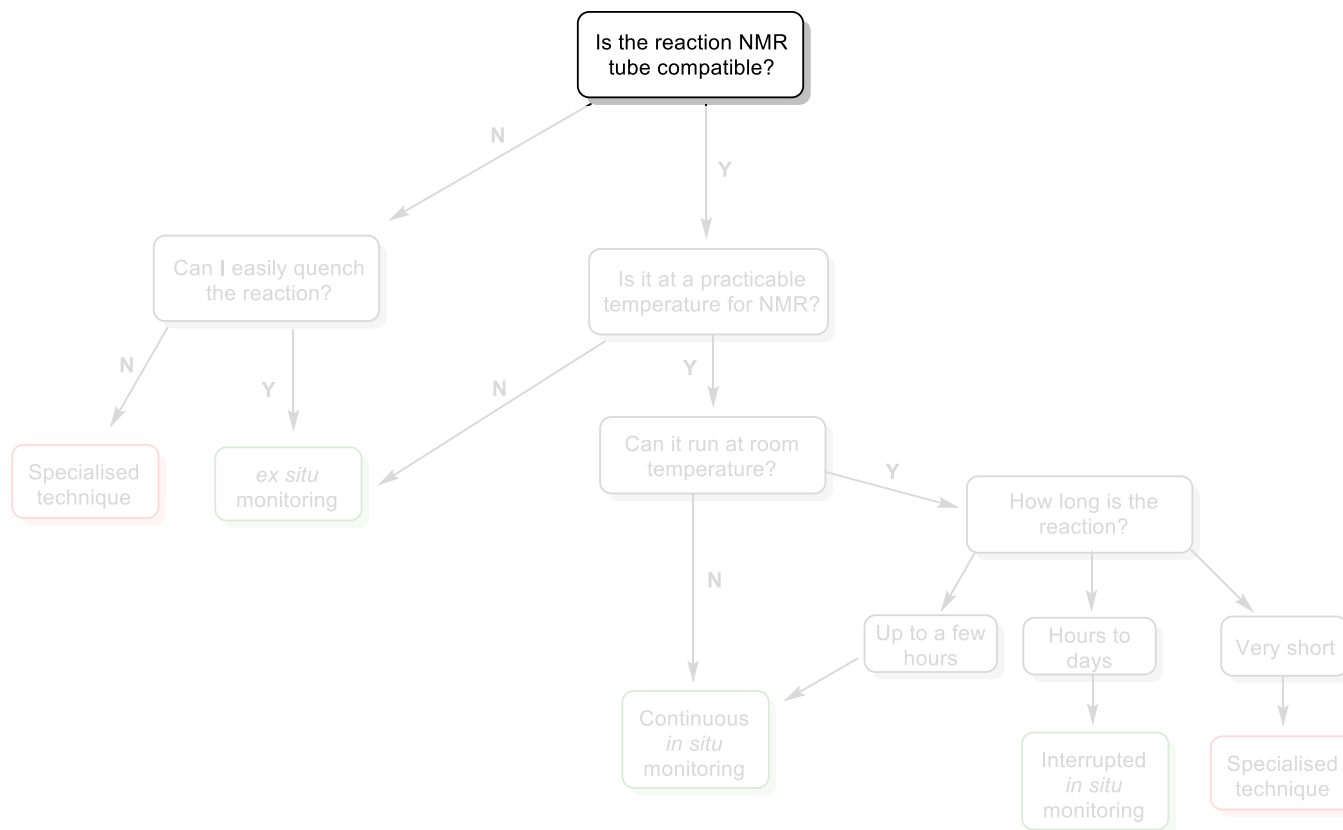 Is the reaction NMR
tube compatible?
N
Y
Can I easily quench
the reaction?
Is it at a practicable
temperature for NMR?
N
Y
N
Y
Specialised
technique
ex situ
monitoring
Can it run at room
temperature?
Y
How long is the
reaction?
N
Up to a few
hours
Hours to
days
Very short
Continuous
in situ
monitoring
Interrupted
in situ
monitoring
Specialised
technique